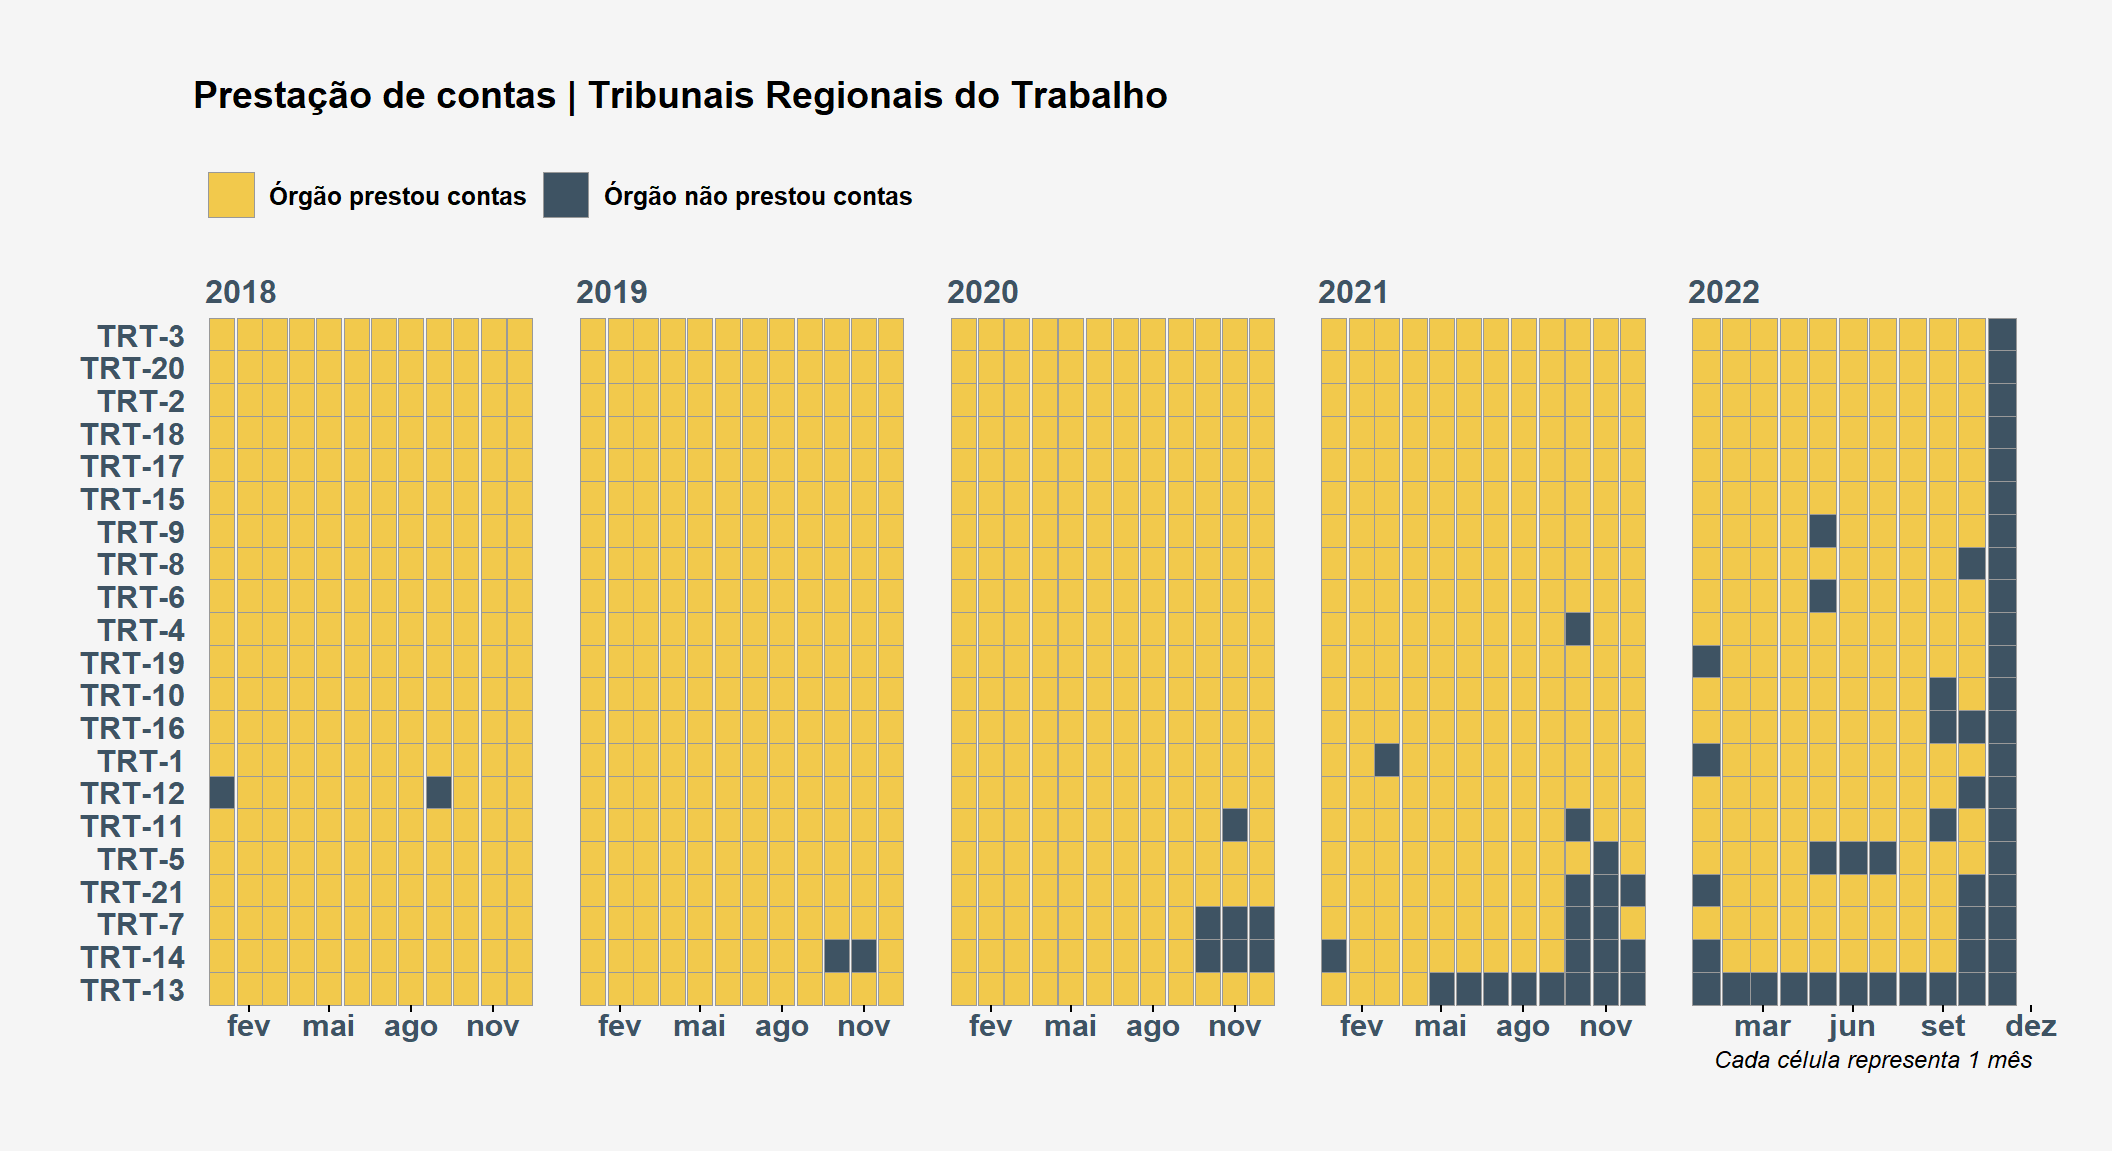 Prestação de contas | Tribunais Regionais do Trabalho
Órgão prestou contas
Órgão não prestou contas
2018
2019
2020
2021
2022
TRT-3
TRT-20
TRT-2
TRT-18
TRT-17
TRT-15
TRT-9
TRT-8
TRT-6
TRT-4
TRT-19
TRT-10
TRT-16
TRT-1
TRT-12
TRT-11
TRT-5
TRT-21
TRT-7
TRT-14
TRT-13
fev mai ago nov
fev mai ago nov
fev mai ago nov
fev mai ago nov
mar jun set dez
Cada célula representa 1 mês